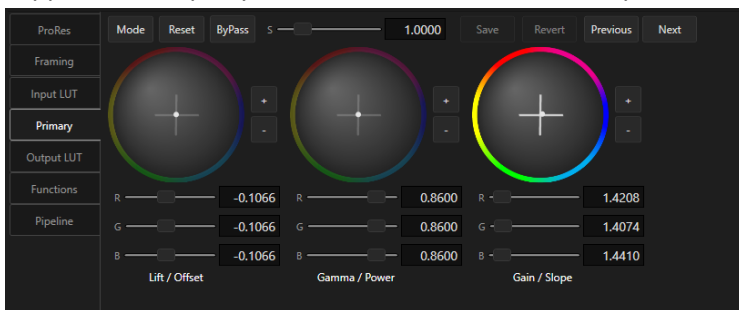 ProRes Mode Reset ByPass S 1.0000 Save Revert Previous Next
Framing
Input LUT
+ + +
Primary
- - -
Output LUT
Functions
R -0.1066 R 0.8600 R 1.4208
Pipeline
G -0.1066 G 0.8600 G 1.4074
B -0.1066 B 0.8600 B 1.4410
Lift / Offset Gamma / Power Gain / Slope